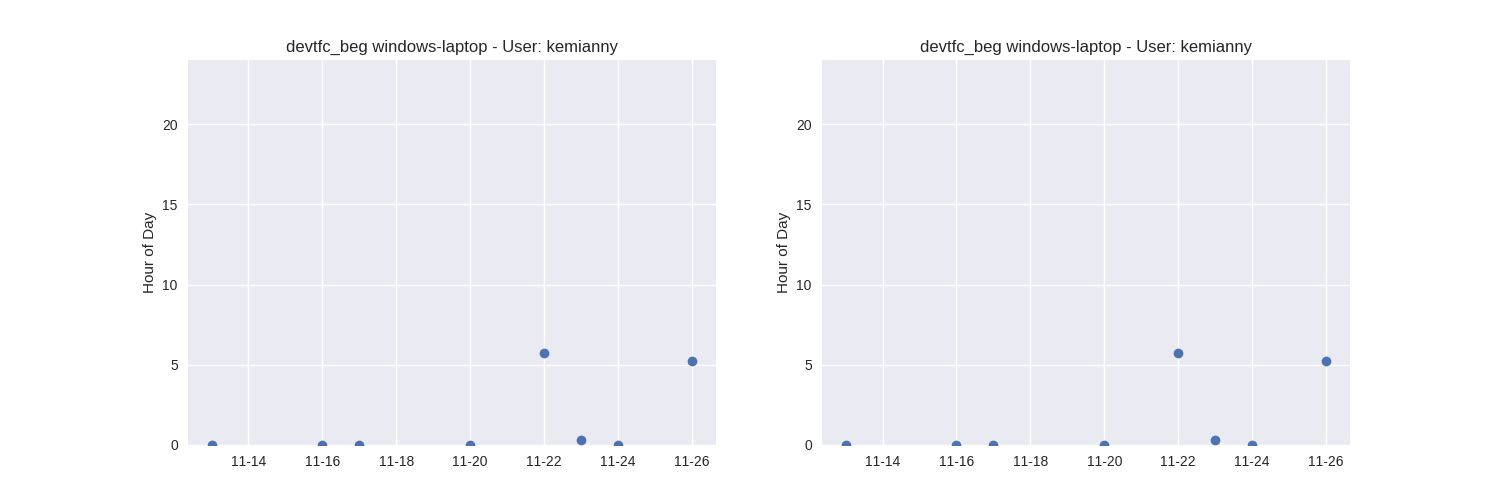 devtfc_beg windows-laptop - User: kemianny
Hour of Day
20
15
10
5
0
11-14 11-16 11-18 11-20 11-22 11-24 11-26
devtfc_beg windows-laptop - User: kemianny
Hour of Day
20
15
10
5
0
11-14 11-16 11-18 11-20 11-22 11-24 11-26